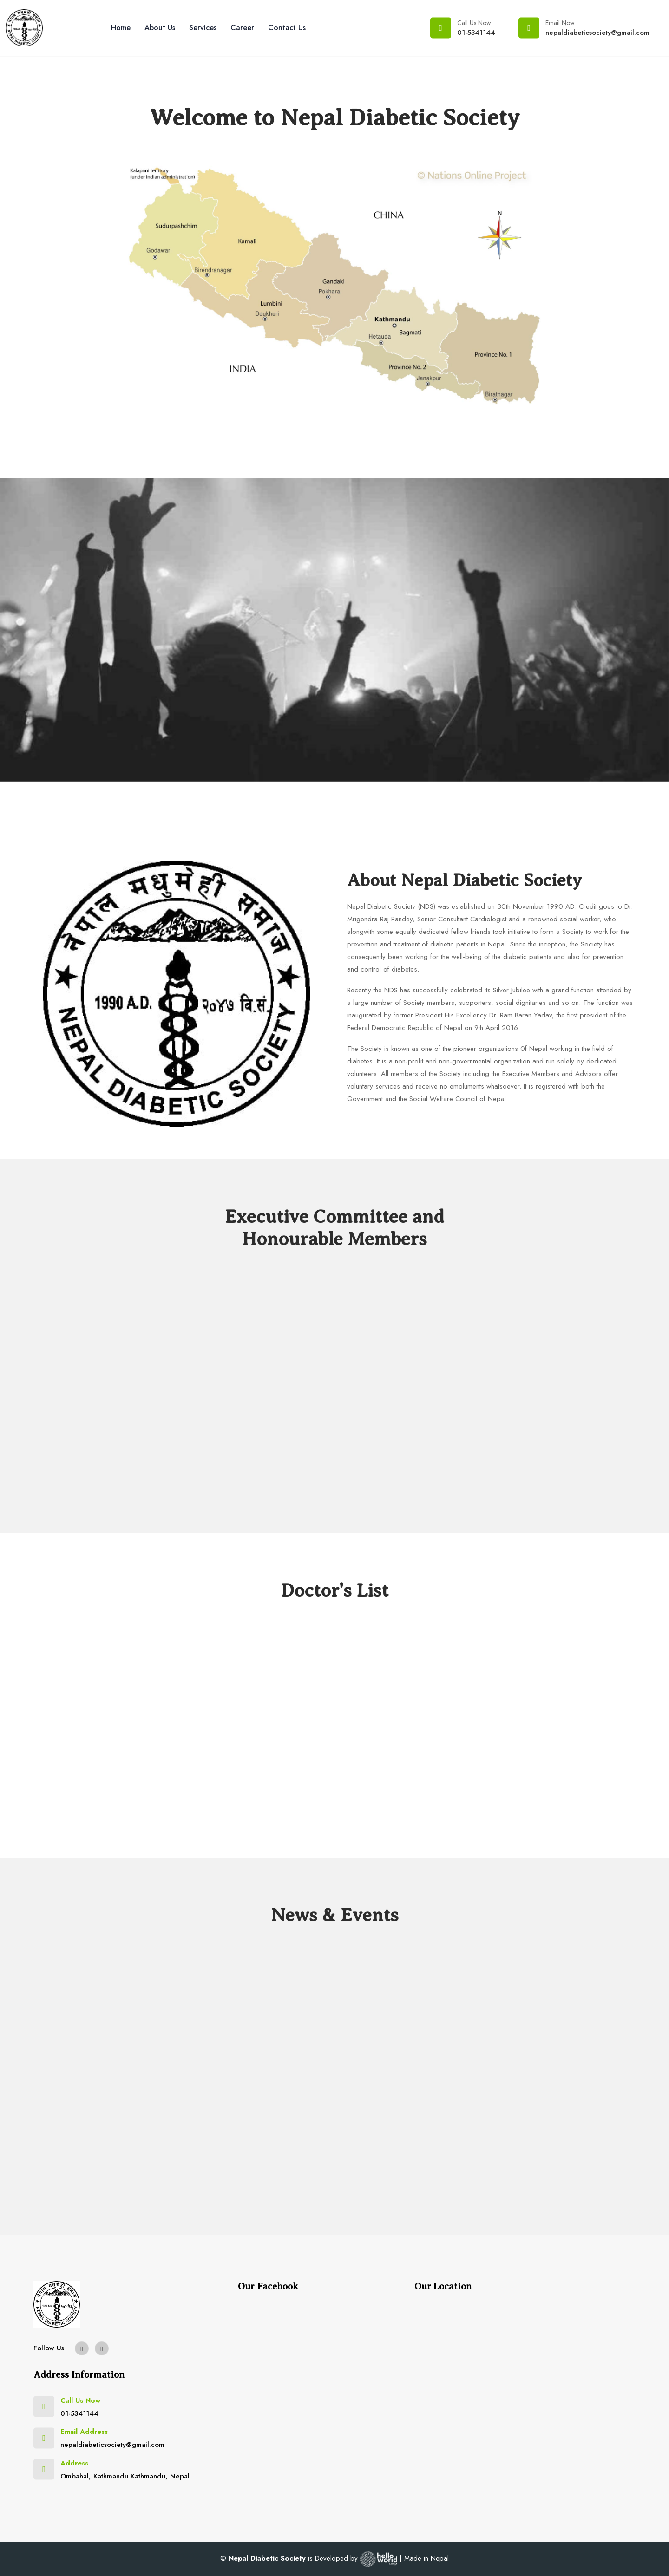 Home About Us Services Career Contact Us
Call Us Now
01-5341144
Email Now
nepaldiabeticsociety@gmail.com
Welcome to Nepal Diabetic Society
Kalapani territory
(under Indian administration)
© Nations Online Project
CHINA
N
Sudurpashchim
Karnali
Godawari
Birendranagar
Gandaki
Pokhara
Lumbini
Deukhuri
Kathmandu
Bagmati
Hetauda
Province No. 1
INDIA
Province No. 2
Janakpur
Biratnagar
नेपाल मधुमेही समाज
1990 A.D.
२०४७ वि.सं.
NEPAL DIABETIC SOCIETY
About Nepal Diabetic Society
Nepal Diabetic Society (NDS) was established on 30th November 1990 AD. Credit goes to Dr
Mrigendra Raj Pandey, Senior Consultant Cardiologist and a renowned social worker, who
alongwith some equally dedicated fellow friends took initiative to form a Society to work for the
prevention and treatment of diabetic patients in Nepal. Since the inception, the Society has
consequently been working for the well-being of the diabetic patients and also for prevention
and control of diabetes.
Recently the NDS has successfully celebrated its Silver Jubilee with a grand function attended by
a large number of Society members, supporters, social dignitaries and so on. The function was
inaugurated by former President His Excellency Dr. Ram Baran Yadav, the first president of the
Federal Democratic Republic of Nepal on 9th April 2016.
The Society is known as one of the pioneer organizations 0f Nepal working in the field of
diabetes. It is a non-profit and non-governmental organization and run solely by dedicated
volunteers. All members of the Society including the Executive Members and Advisors offer
voluntary services and receive no emoluments whatsoever. It is registered with both the
Government and the Social Welfare Council of Nepal.
Executive Committee and
Honourable Members
Doctor's List
News & Events
Follow Us
Address Information
Call Us Now
01-5341144
Email Address
nepaldiabeticsociety@gmail.com
Address
Ombahal, Kathmandu Kathmandu, Nepal
Our Facebook
Our Location
© Nepal Diabetic Society is Developed by hello world | Made in Nepal